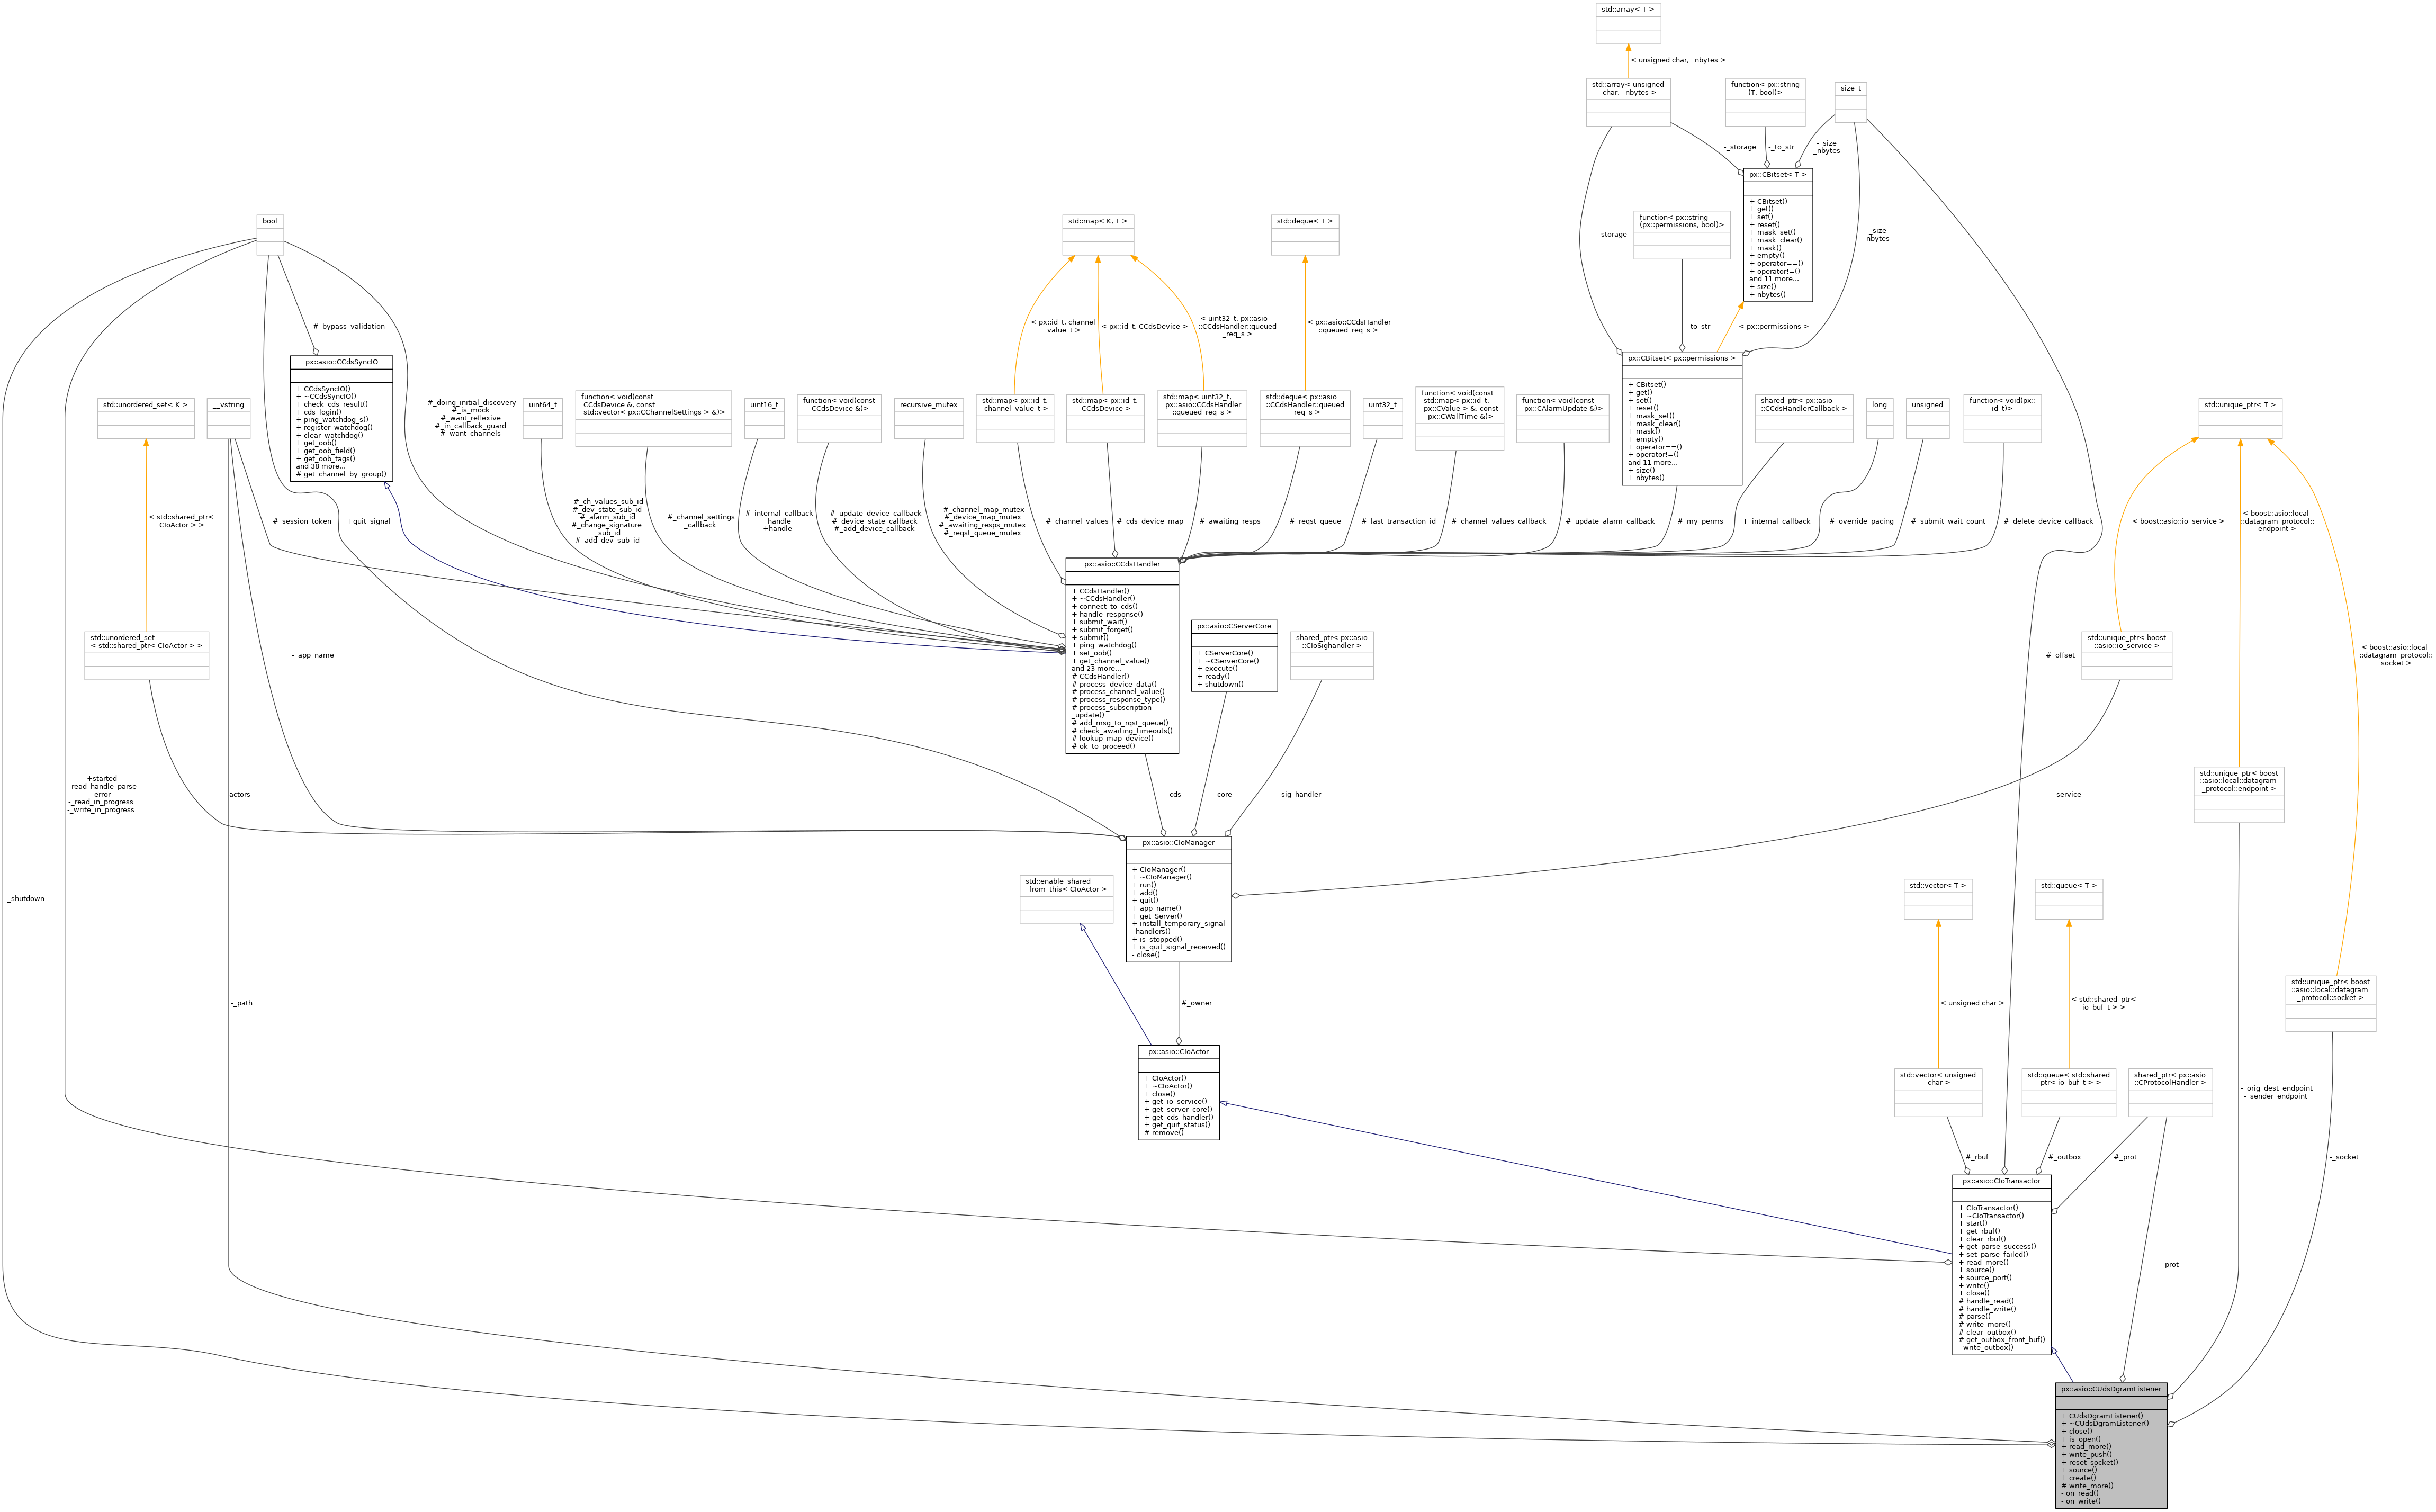 std::array< T >
< unsigned char, _nbytes >
std::array< unsigned
char, _nbytes >
function< px::string
(T, bool)>
size_t
-_storage
-_to_str
-_size
-_nbytes
px::CBitset< T >
+ CBitset()
+ get()
+ set()
+ reset()
+ mask_set()
+ mask_clear()
+ mask()
+ empty()
+ operator==()
+ operator!=()
and 11 more...
+ size()
+ nbytes()
bool
std::map< K, T >
std::deque< T >
-_storage
function< px::string
(px::permissions, bool)>
-_size
-_nbytes
#_bypass_validation
< px::id_t, channel
_value_t >
< px::id_t, CCdsDevice >
< uint32_t, px::asio
::CCdsHandler::queued
_req_s >
< px::asio::CCdsHandler
::queued_req_s >
-_to_str
< px::permissions >
px::asio::CCdsSyncIO
+ CCdsSyncIO()
+ ~CCdsSyncIO()
+ check_cds_result()
+ cds_login()
+ ping_watchdog_s()
+ register_watchdog()
+ clear_watchdog()
+ get_oob()
+ get_oob_field()
+ get_oob_tags()
and 38 more...
# get_channel_by_group()
px::CBitset< px::permissions >
+ CBitset()
+ get()
+ set()
+ reset()
+ mask_set()
+ mask_clear()
+ mask()
+ empty()
+ operator==()
+ operator!=()
and 11 more...
+ size()
+ nbytes()
std::unordered_set< K >
__vstring
#_doing_initial_discovery
#_is_mock
#_want_reflexive
#_in_callback_guard
#_want_channels
uint64_t
function< void(const
CCdsDevice &, const
std::vector< px::CChannelSettings > &)>
uint16_t
function< void(const
CCdsDevice &)>
recursive_mutex
std::map< px::id_t,
channel_value_t >
std::map< px::id_t,
CCdsDevice >
std::map< uint32_t,
px::asio::CCdsHandler
::queued_req_s >
std::deque< px::asio
::CCdsHandler::queued
_req_s >
uint32_t
function< void(const
std::map< px::id_t,
px::CValue > &, const
px::CWallTime &)>
function< void(const
px::CAlarmUpdate &)>
shared_ptr< px::asio
::CCdsHandlerCallback >
long
unsigned
function< void(px::
id_t)>
std::unique_ptr< T >
< std::shared_ptr<
CIoActor > >
#_session_token
+quit_signal
#_ch_values_sub_id
#_dev_state_sub_id
#_alarm_sub_id
#_change_signature
_sub_id
#_add_dev_sub_id
#_channel_settings
_callback
#_internal_callback
_handle
+handle
#_update_device_callback
#_device_state_callback
#_add_device_callback
#_channel_map_mutex
#_device_map_mutex
#_awaiting_resps_mutex
#_reqst_queue_mutex
#_channel_values
#_cds_device_map
#_awaiting_resps
#_reqst_queue
#_last_transaction_id
#_channel_values_callback
#_update_alarm_callback
#_my_perms
+_internal_callback
#_override_pacing
#_submit_wait_count
#_delete_device_callback
< boost::asio::io_service >
< boost::asio::local
::datagram_protocol::
endpoint >
px::asio::CCdsHandler
+ CCdsHandler()
+ ~CCdsHandler()
+ connect_to_cds()
+ handle_response()
+ submit_wait()
+ submit_forget()
+ submit()
+ ping_watchdog()
+ set_oob()
+ get_channel_value()
and 23 more...
# CCdsHandler()
# process_device_data()
# process_channel_value()
# process_response_type()
# process_subscription
_update()
# add_msg_to_rqst_queue()
# check_awaiting_timeouts()
# lookup_map_device()
# ok_to_proceed()
std::unordered_set
< std::shared_ptr< CIoActor > >
-_app_name
px::asio::CServerCore
+ CServerCore()
+ ~CServerCore()
+ execute()
+ ready()
+ shutdown()
shared_ptr< px::asio
::CIoSighandler >
#_offset
std::unique_ptr< boost
::asio::io_service >
< boost::asio::local
::datagram_protocol::
socket >
+started
-_read_handle_parse
_error
-_read_in_progress
-_write_in_progress
-_actors
-_cds
-_core
-sig_handler
-_service
std::unique_ptr< boost
::asio::local::datagram
_protocol::endpoint >
-_shutdown
px::asio::CIoManager
+ CIoManager()
+ ~CIoManager()
+ run()
+ add()
+ quit()
+ app_name()
+ get_Server()
+ install_temporary_signal
_handlers()
+ is_stopped()
+ is_quit_signal_received()
- close()
std::enable_shared
_from_this< CIoActor >
std::vector< T >
std::queue< T >
-_path
#_owner
< unsigned char >
< std::shared_ptr<
io_buf_t > >
std::unique_ptr< boost
::asio::local::datagram
_protocol::socket >
px::asio::CIoActor
+ CIoActor()
+ ~CIoActor()
+ close()
+ get_io_service()
+ get_server_core()
+ get_cds_handler()
+ get_quit_status()
# remove()
std::vector< unsigned
char >
std::queue< std::shared
_ptr< io_buf_t > >
shared_ptr< px::asio
::CProtocolHandler >
-_orig_dest_endpoint
-_sender_endpoint
#_rbuf
#_outbox
#_prot
-_socket
px::asio::CIoTransactor
+ CIoTransactor()
+ ~CIoTransactor()
+ start()
+ get_rbuf()
+ clear_rbuf()
+ get_parse_success()
+ set_parse_failed()
+ read_more()
+ source()
+ source_port()
+ write()
+ close()
# handle_read()
# handle_write()
# parse()
# write_more()
# clear_outbox()
# get_outbox_front_buf()
- write_outbox()
-_prot
px::asio::CUdsDgramListener
+ CUdsDgramListener()
+ ~CUdsDgramListener()
+ close()
+ is_open()
+ read_more()
+ write_push()
+ reset_socket()
+ source()
+ create()
# write_more()
- on_read()
- on_write()